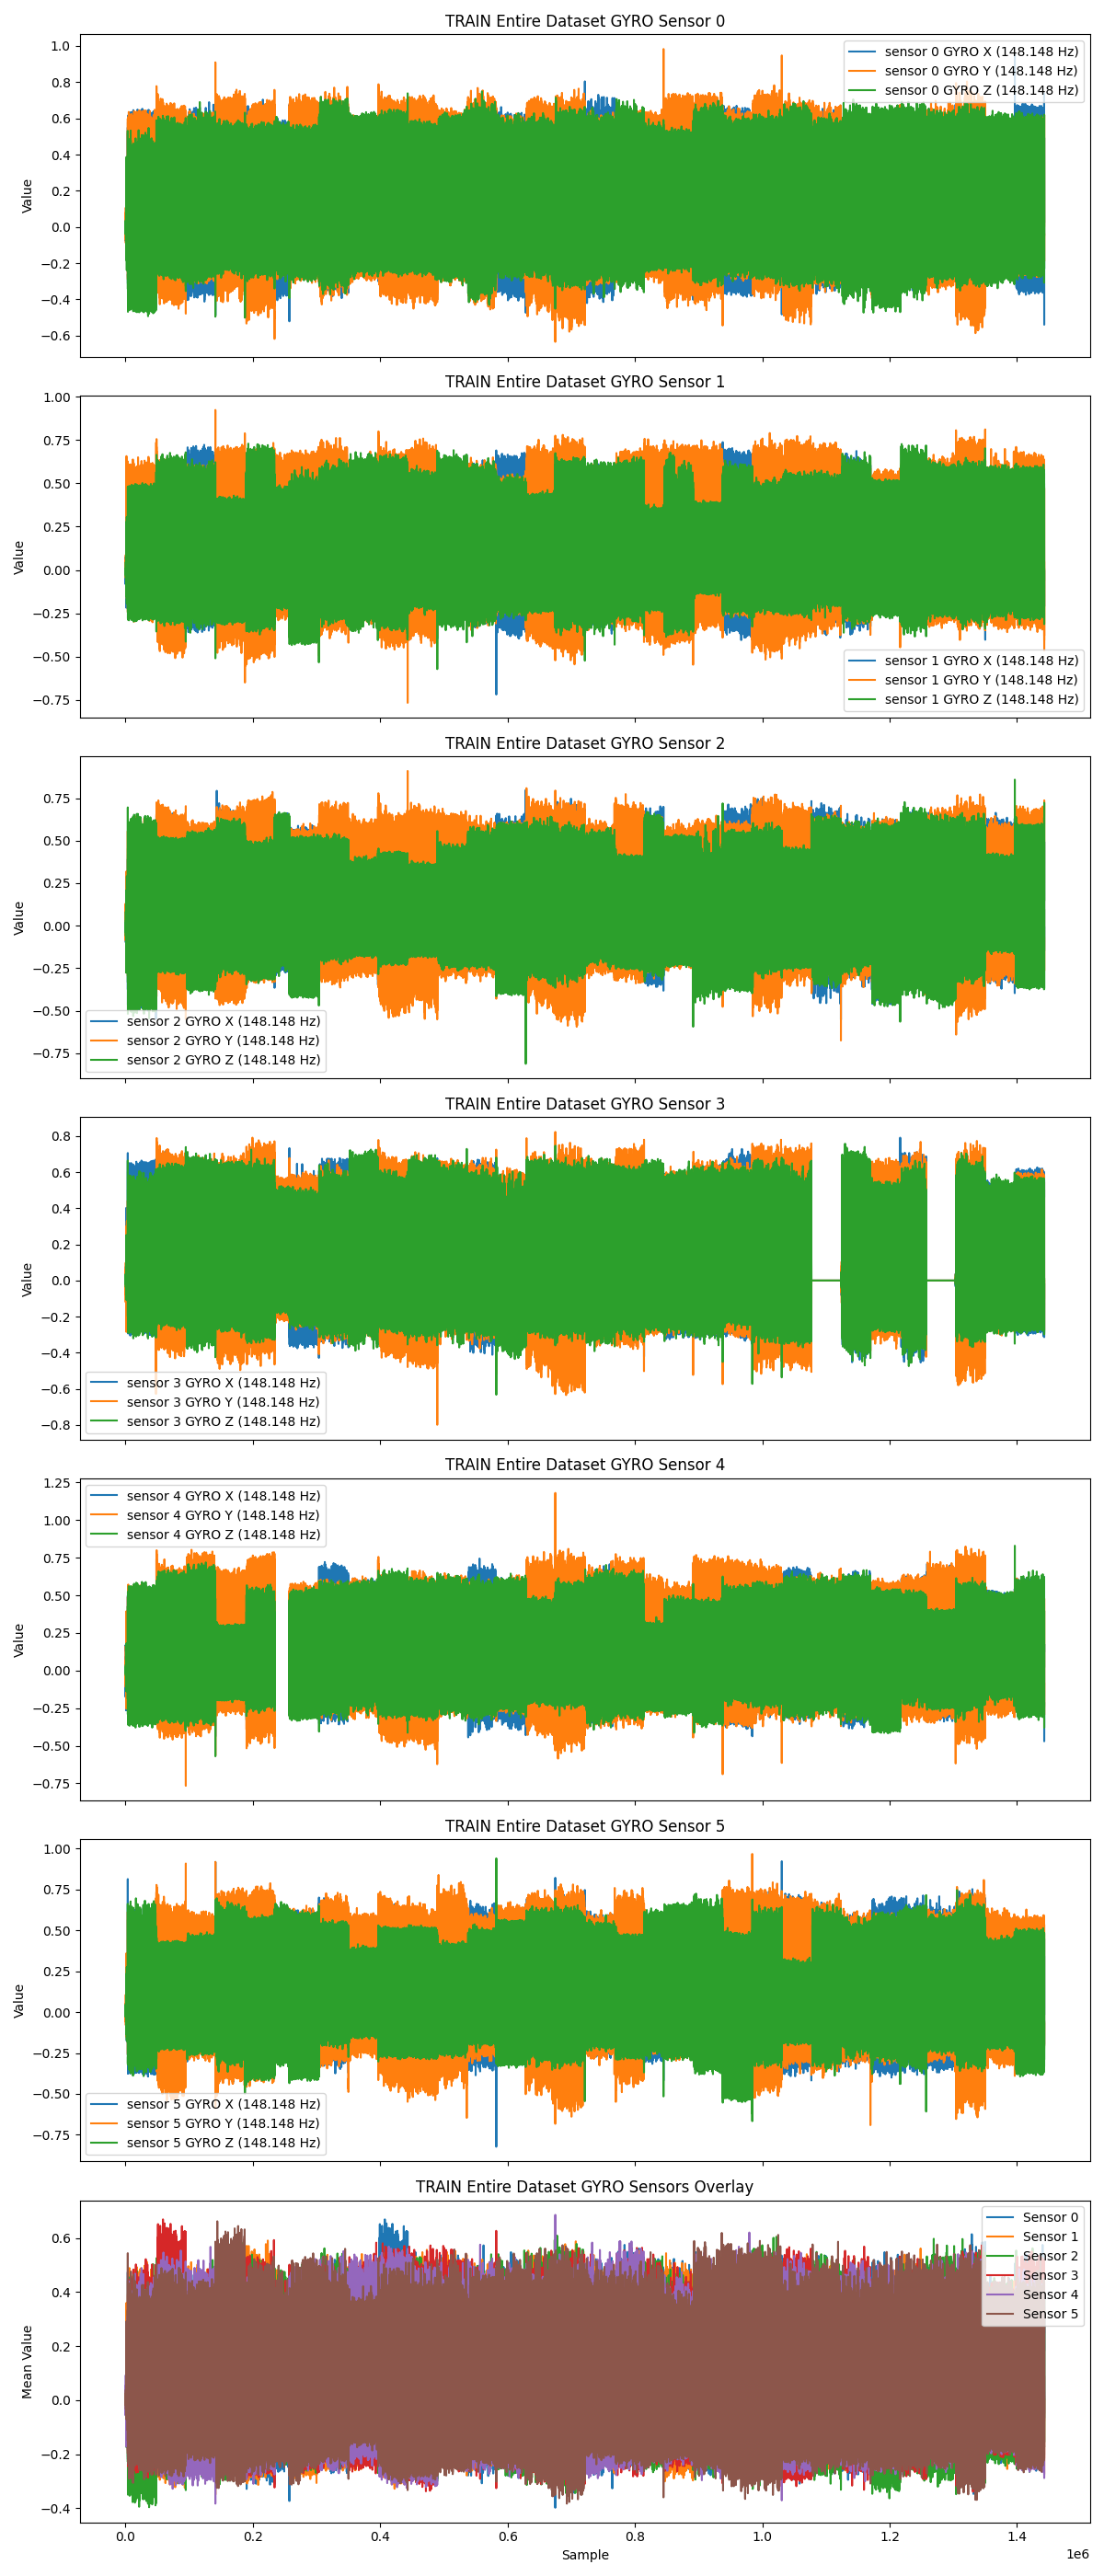 TRAIN Entire Dataset GYRO Sensor 0
1.0
0.8
0.6
0.4
0.2
0.0
−0.2
−0.4
−0.6
Value
sensor 0 GYRO X (148.148 Hz)
sensor 0 GYRO Y (148.148 Hz)
sensor 0 GYRO Z (148.148 Hz)
TRAIN Entire Dataset GYRO Sensor 1
1.00
0.75
0.50
0.25
0.00
−0.25
−0.50
−0.75
Value
sensor 1 GYRO X (148.148 Hz)
sensor 1 GYRO Y (148.148 Hz)
sensor 1 GYRO Z (148.148 Hz)
TRAIN Entire Dataset GYRO Sensor 2
0.75
0.50
0.25
0.00
−0.25
−0.50
−0.75
Value
sensor 2 GYRO X (148.148 Hz)
sensor 2 GYRO Y (148.148 Hz)
sensor 2 GYRO Z (148.148 Hz)
TRAIN Entire Dataset GYRO Sensor 3
0.8
0.6
0.4
0.2
0.0
−0.2
−0.4
−0.6
−0.8
Value
sensor 3 GYRO X (148.148 Hz)
sensor 3 GYRO Y (148.148 Hz)
sensor 3 GYRO Z (148.148 Hz)
TRAIN Entire Dataset GYRO Sensor 4
1.25
1.00
0.75
0.50
0.25
0.00
−0.25
−0.50
−0.75
Value
sensor 4 GYRO X (148.148 Hz)
sensor 4 GYRO Y (148.148 Hz)
sensor 4 GYRO Z (148.148 Hz)
TRAIN Entire Dataset GYRO Sensor 5
1.00
0.75
0.50
0.25
0.00
−0.25
−0.50
−0.75
Value
sensor 5 GYRO X (148.148 Hz)
sensor 5 GYRO Y (148.148 Hz)
sensor 5 GYRO Z (148.148 Hz)
TRAIN Entire Dataset GYRO Sensors Overlay
0.6
0.4
0.2
0.0
−0.2
−0.4
Mean Value
Sensor 0
Sensor 1
Sensor 2
Sensor 3
Sensor 4
Sensor 5
0.0 0.2 0.4 0.6 0.8 1.0 1.2 1.4
Sample
1e6